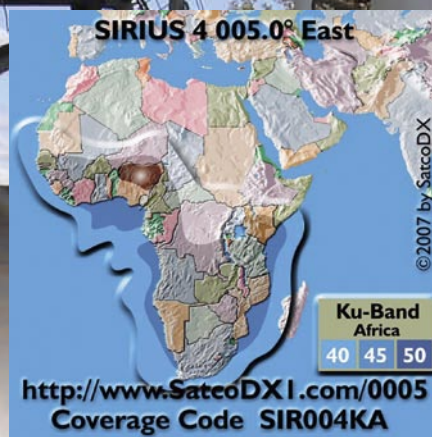 SIRIUS 4 005.0° East
©2007 by SatcoDX
Ku-Band
Africa
40 45 50
http://www.SatcoDX1.com/0005
Coverage Code SIR004KA